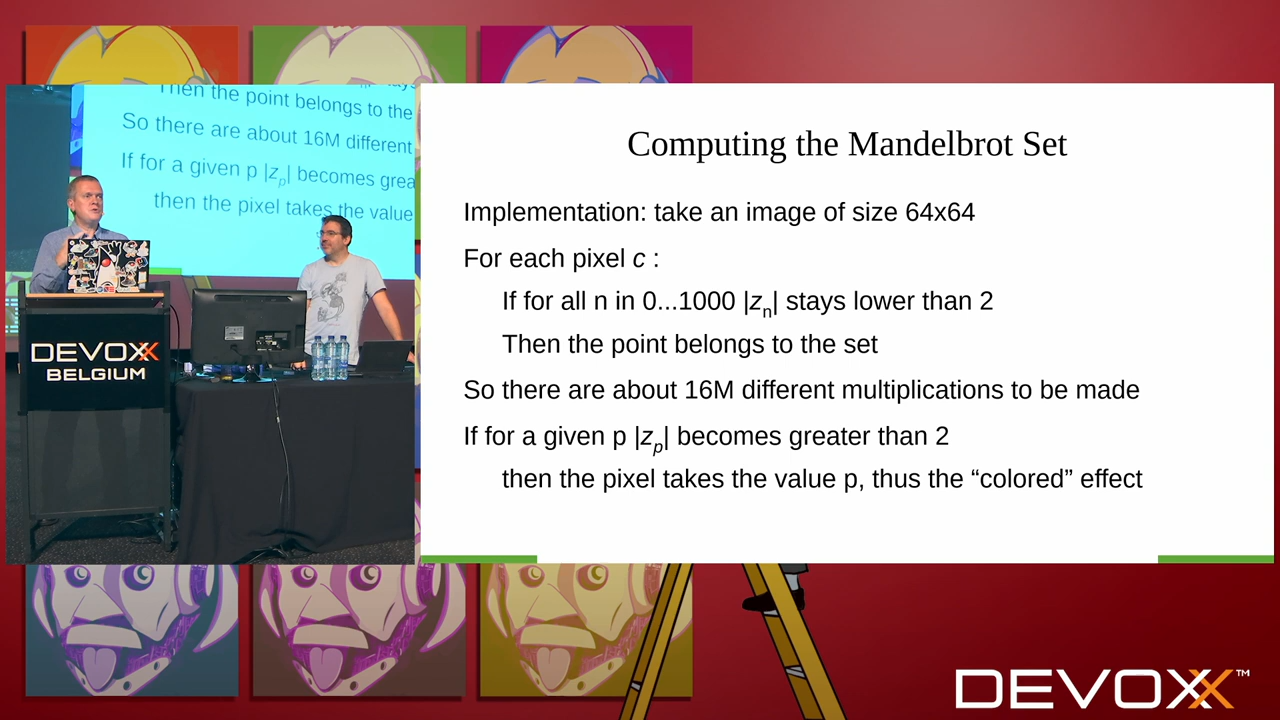 Then the point belongs to the
So there are about 16M different
If for a given p |zp| becomes grea
then the pixel takes the value
DEVOXX
BELGIUM
Computing the Mandelbrot Set
Implementation: take an image of size 64x64
For each pixel c :
If for all n in 0...1000 |zn| stays lower than 2
Then the point belongs to the set
So there are about 16M different multiplications to be made
If for a given p |zp| becomes greater than 2
then the pixel takes the value p, thus the “colored” effect
DEVOXX™